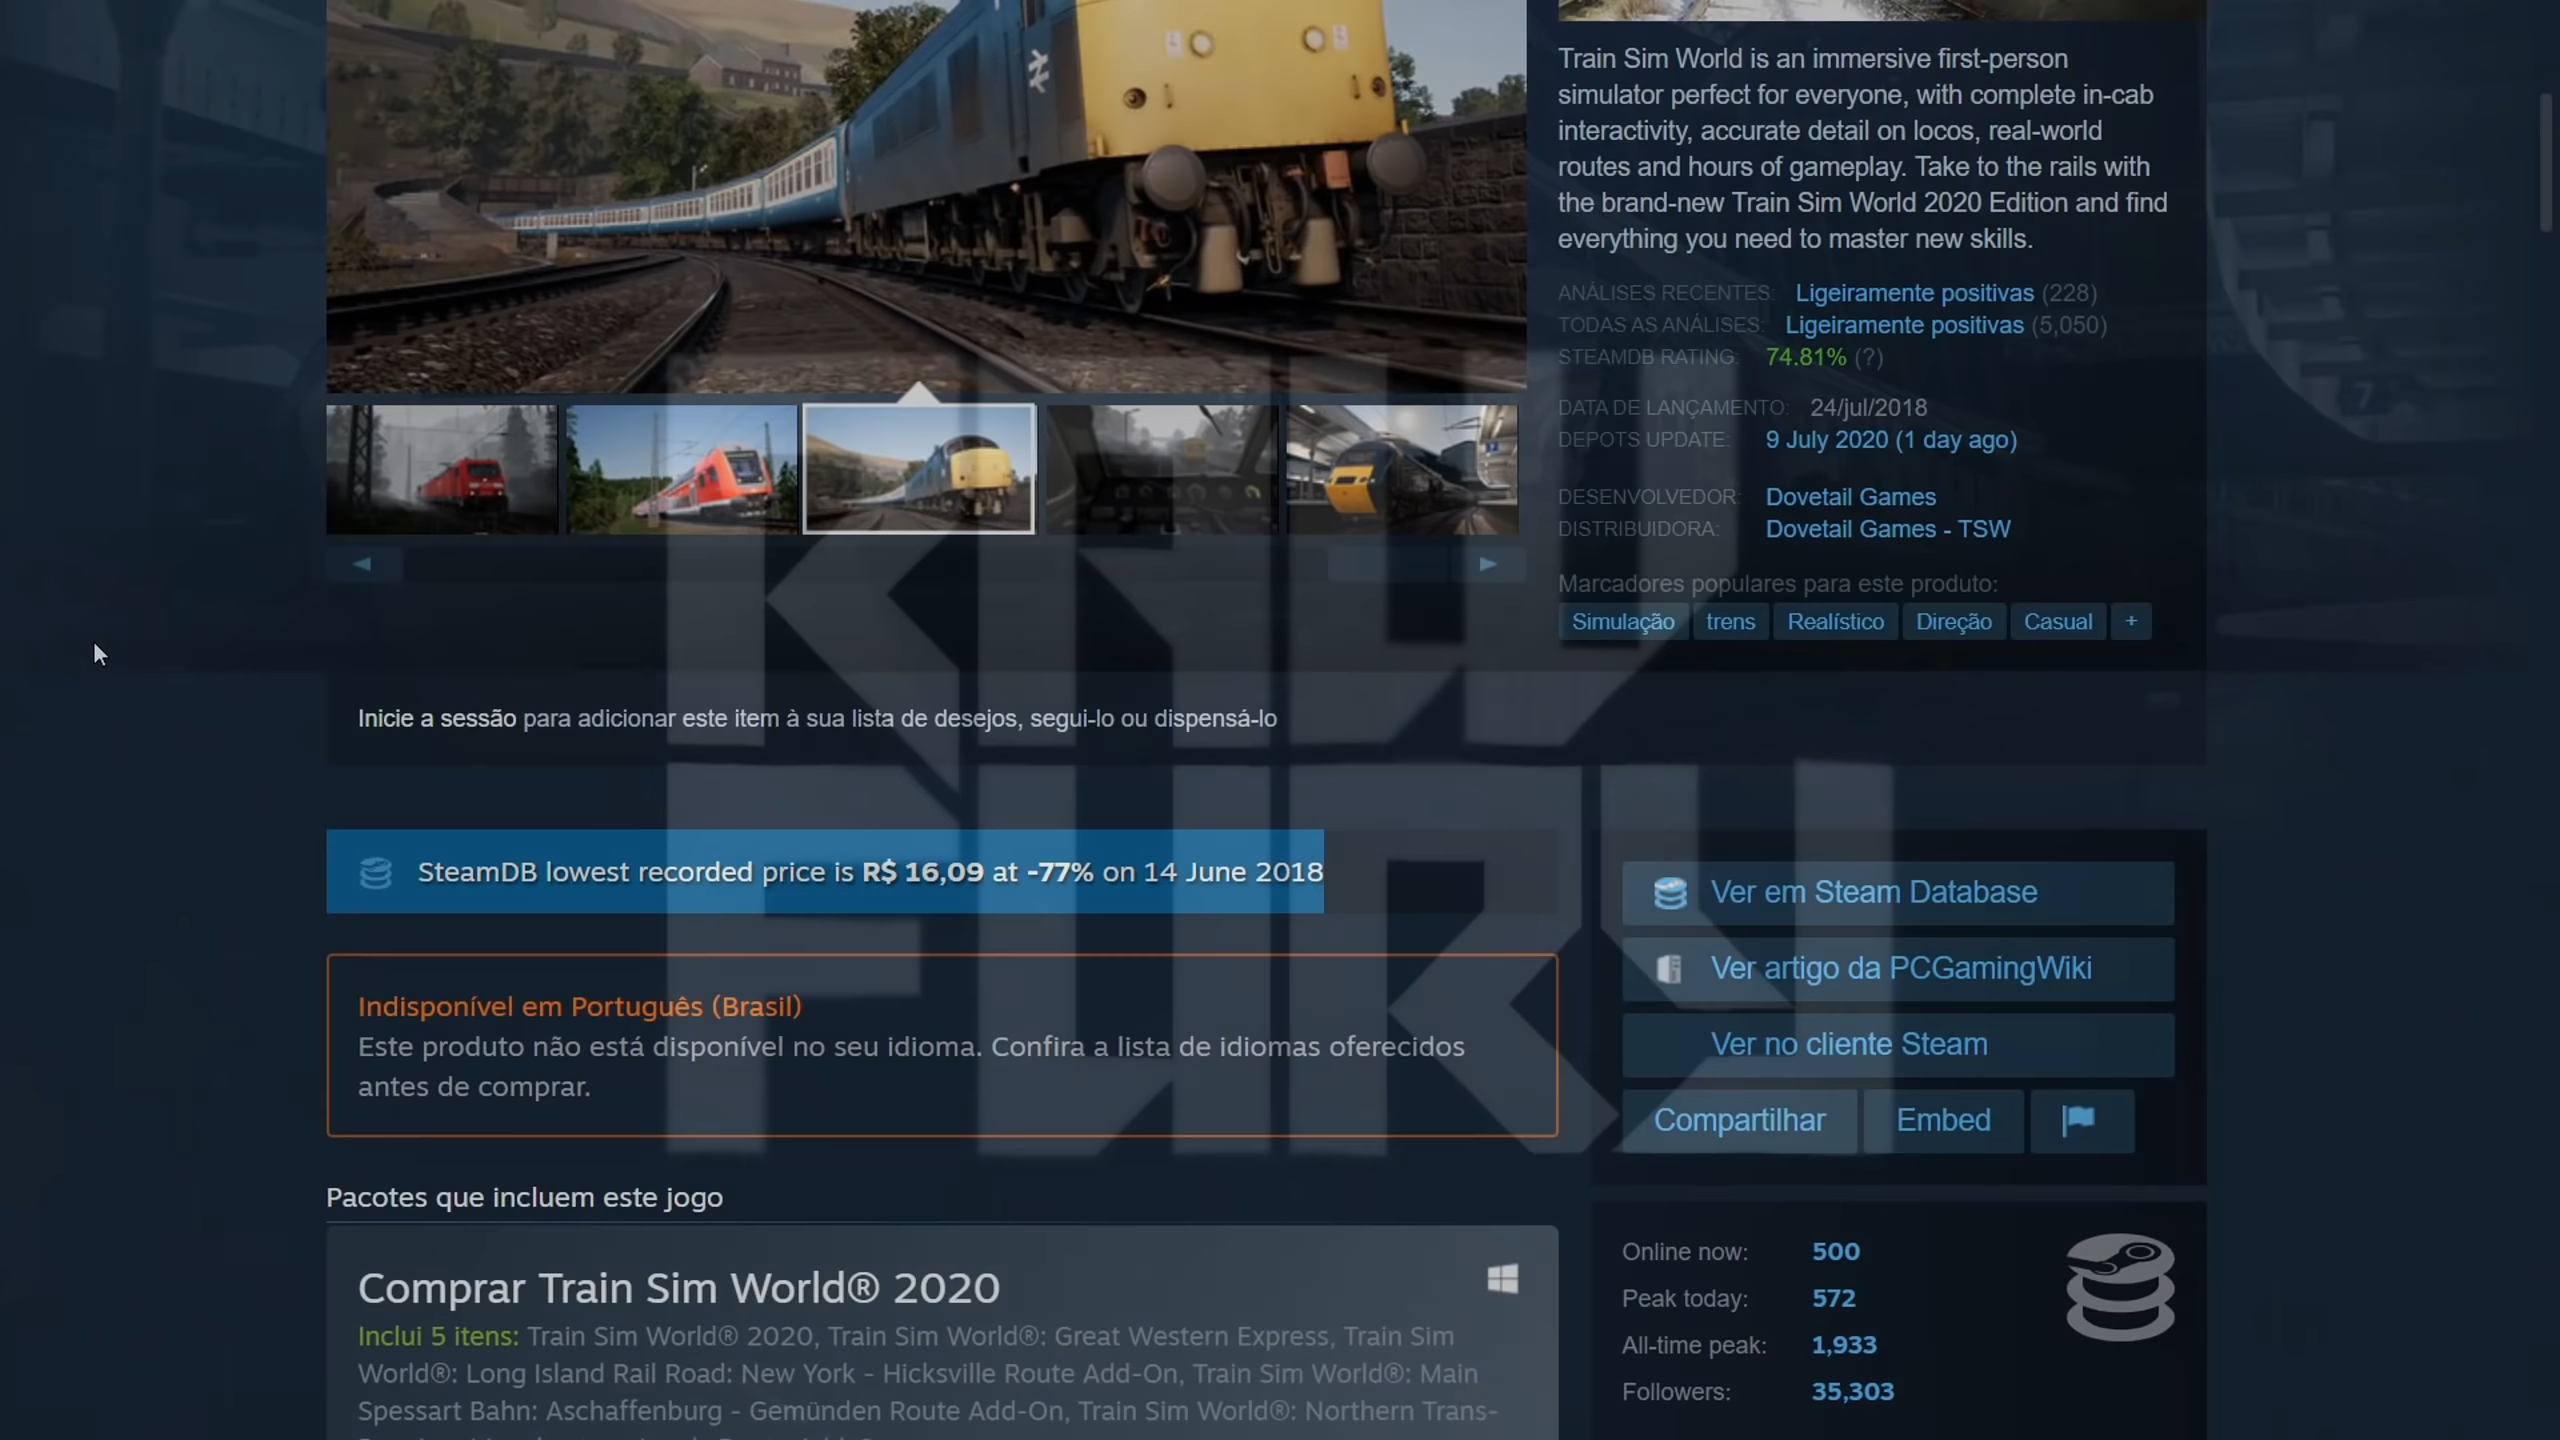 Train Sim World is an immersive first-person
simulator perfect for everyone, with complete in-cab
interactivity, accurate detail on locos, real-world
routes and hours of gameplay. Take to the rails with
the brand-new Train Sim World 2020 Edition and find
everything you need to master new skills.
ANÁLISES RECENTES: Ligeiramente positivas (228)
TODAS AS ANÁLISES: Ligeiramente positivas (5,050)
STEAMDB RATING: 74.81% (?)
DATA DE LANÇAMENTO: 24/jul/2018
DEPOTS UPDATE: 9 July 2020 (1 day ago)
DESENVOLVEDOR: Dovetail Games
DISTRIBUIDORA: Dovetail Games - TSW
Marcadores populares para este produto:
Simulação trens Realístico Direção Casual +
Inicie a sessão para adicionar este item à sua lista de desejos, segui-lo ou dispensá-lo
SteamDB lowest recorded price is R$ 16,09 at -77% on 14 June 2018
Indisponível em Português (Brasil)
Este produto não está disponível no seu idioma. Confira a lista de idiomas oferecidos
antes de comprar.
Ver em Steam Database
Ver artigo da PCGamingWiki
Ver no cliente Steam
Compartilhar Embed
Pacotes que incluem este jogo
Comprar Train Sim World® 2020
Inclui 5 itens: Train Sim World® 2020, Train Sim World®: Great Western Express, Train Sim
World®: Long Island Rail Road: New York - Hicksville Route Add-On, Train Sim World®: Main
Spessart Bahn: Aschaffenburg - Gemünden Route Add-On, Train Sim World®: Northern Trans-
Online now: 500
Peak today: 572
All-time peak: 1,933
Followers: 35,303
FURY